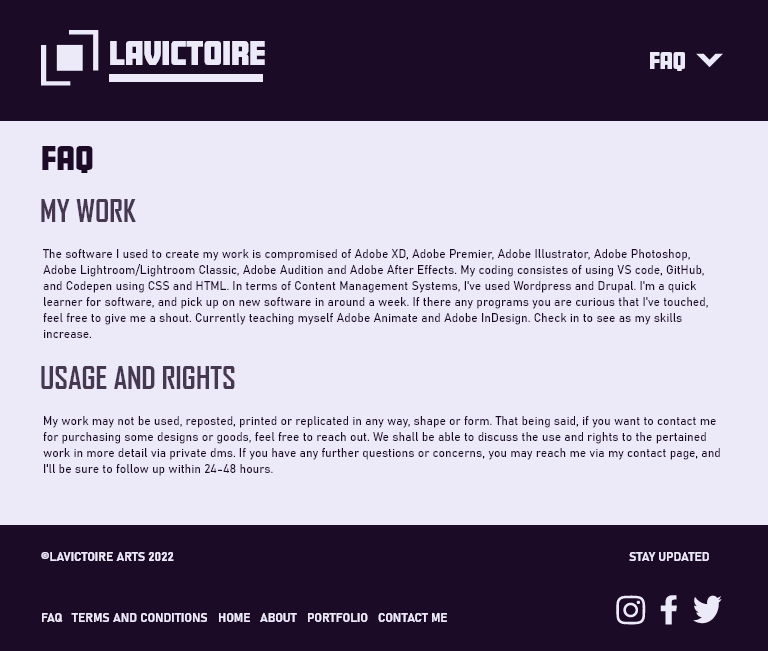 LAVICTOIRE
FAQ
FAQ
MY WORK
The software I used to create my work is compromised of Adobe XD, Adobe Premier, Adobe Illustrator, Adobe Photoshop,
Adobe Lightroom/Lightroom Classic, Adobe Audition and Adobe After Effects. My coding consistes of using VS code, GitHub,
and Codepen using CSS and HTML. In terms of Content Management Systems, I've used Wordpress and Drupal. I'm a quick
learner for software, and pick up on new software in around a week. If there any programs you are curious that I've touched,
feel free to give me a shout. Currently teaching myself Adobe Animate and Adobe InDesign. Check in to see as my skills
increase.
USAGE AND RIGHTS
My work may not be used, reposted, printed or replicated in any way, shape or form. That being said, if you want to contact me
for purchasing some designs or goods, feel free to reach out. We shall be able to discuss the use and rights to the pertained
work in more detail via private dms. If you have any further questions or concerns, you may reach me via my contact page, and
I'll be sure to follow up within 24-48 hours.
©LAVICTOIRE ARTS 2022
STAY UPDATED
FAQ TERMS AND CONDITIONS HOME ABOUT PORTFOLIO CONTACT ME